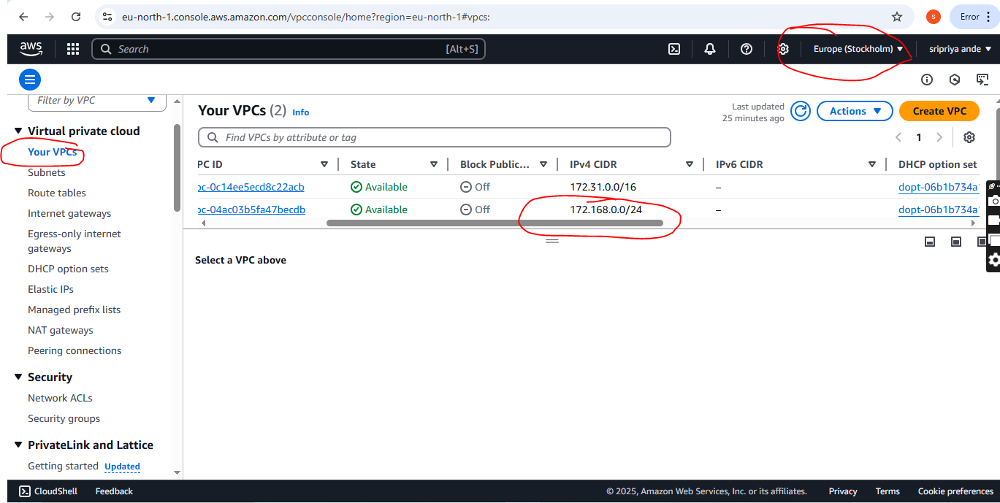 eu-north-1.console.aws.amazon.com/vpcconsole/home?region=eu-north-1#vpcs:
S
Error
aws
Search
[Alt+S]
Europe (Stockholm)
sripriya ande
Filter by VPC
Virtual private cloud
Your VPCs
Subnets
Route tables
Internet gateways
Egress-only internet
gateways
DHCP option sets
Elastic IPs
Managed prefix lists
NAT gateways
Peering connections
Security
Network ACLs
Security groups
PrivateLink and Lattice
Getting started Updated
Your VPCs (2) Info
Last updated
25 minutes ago
Actions
Create VPC
Find VPCs by attribute or tag
1
PC ID State Block Public... IPv4 CIDR IPv6 CIDR DHCP option set
pc-0c14ee5ecd8c22acb Available Off 172.31.0.0/16 – dopt-06b1b734a
pc-04ac03b5fa47becdb Available Off 172.168.0.0/24 – dopt-06b1b734a
Select a VPC above
CloudShell Feedback © 2025, Amazon Web Services, Inc. or its affiliates. Privacy Terms Cookie preferences